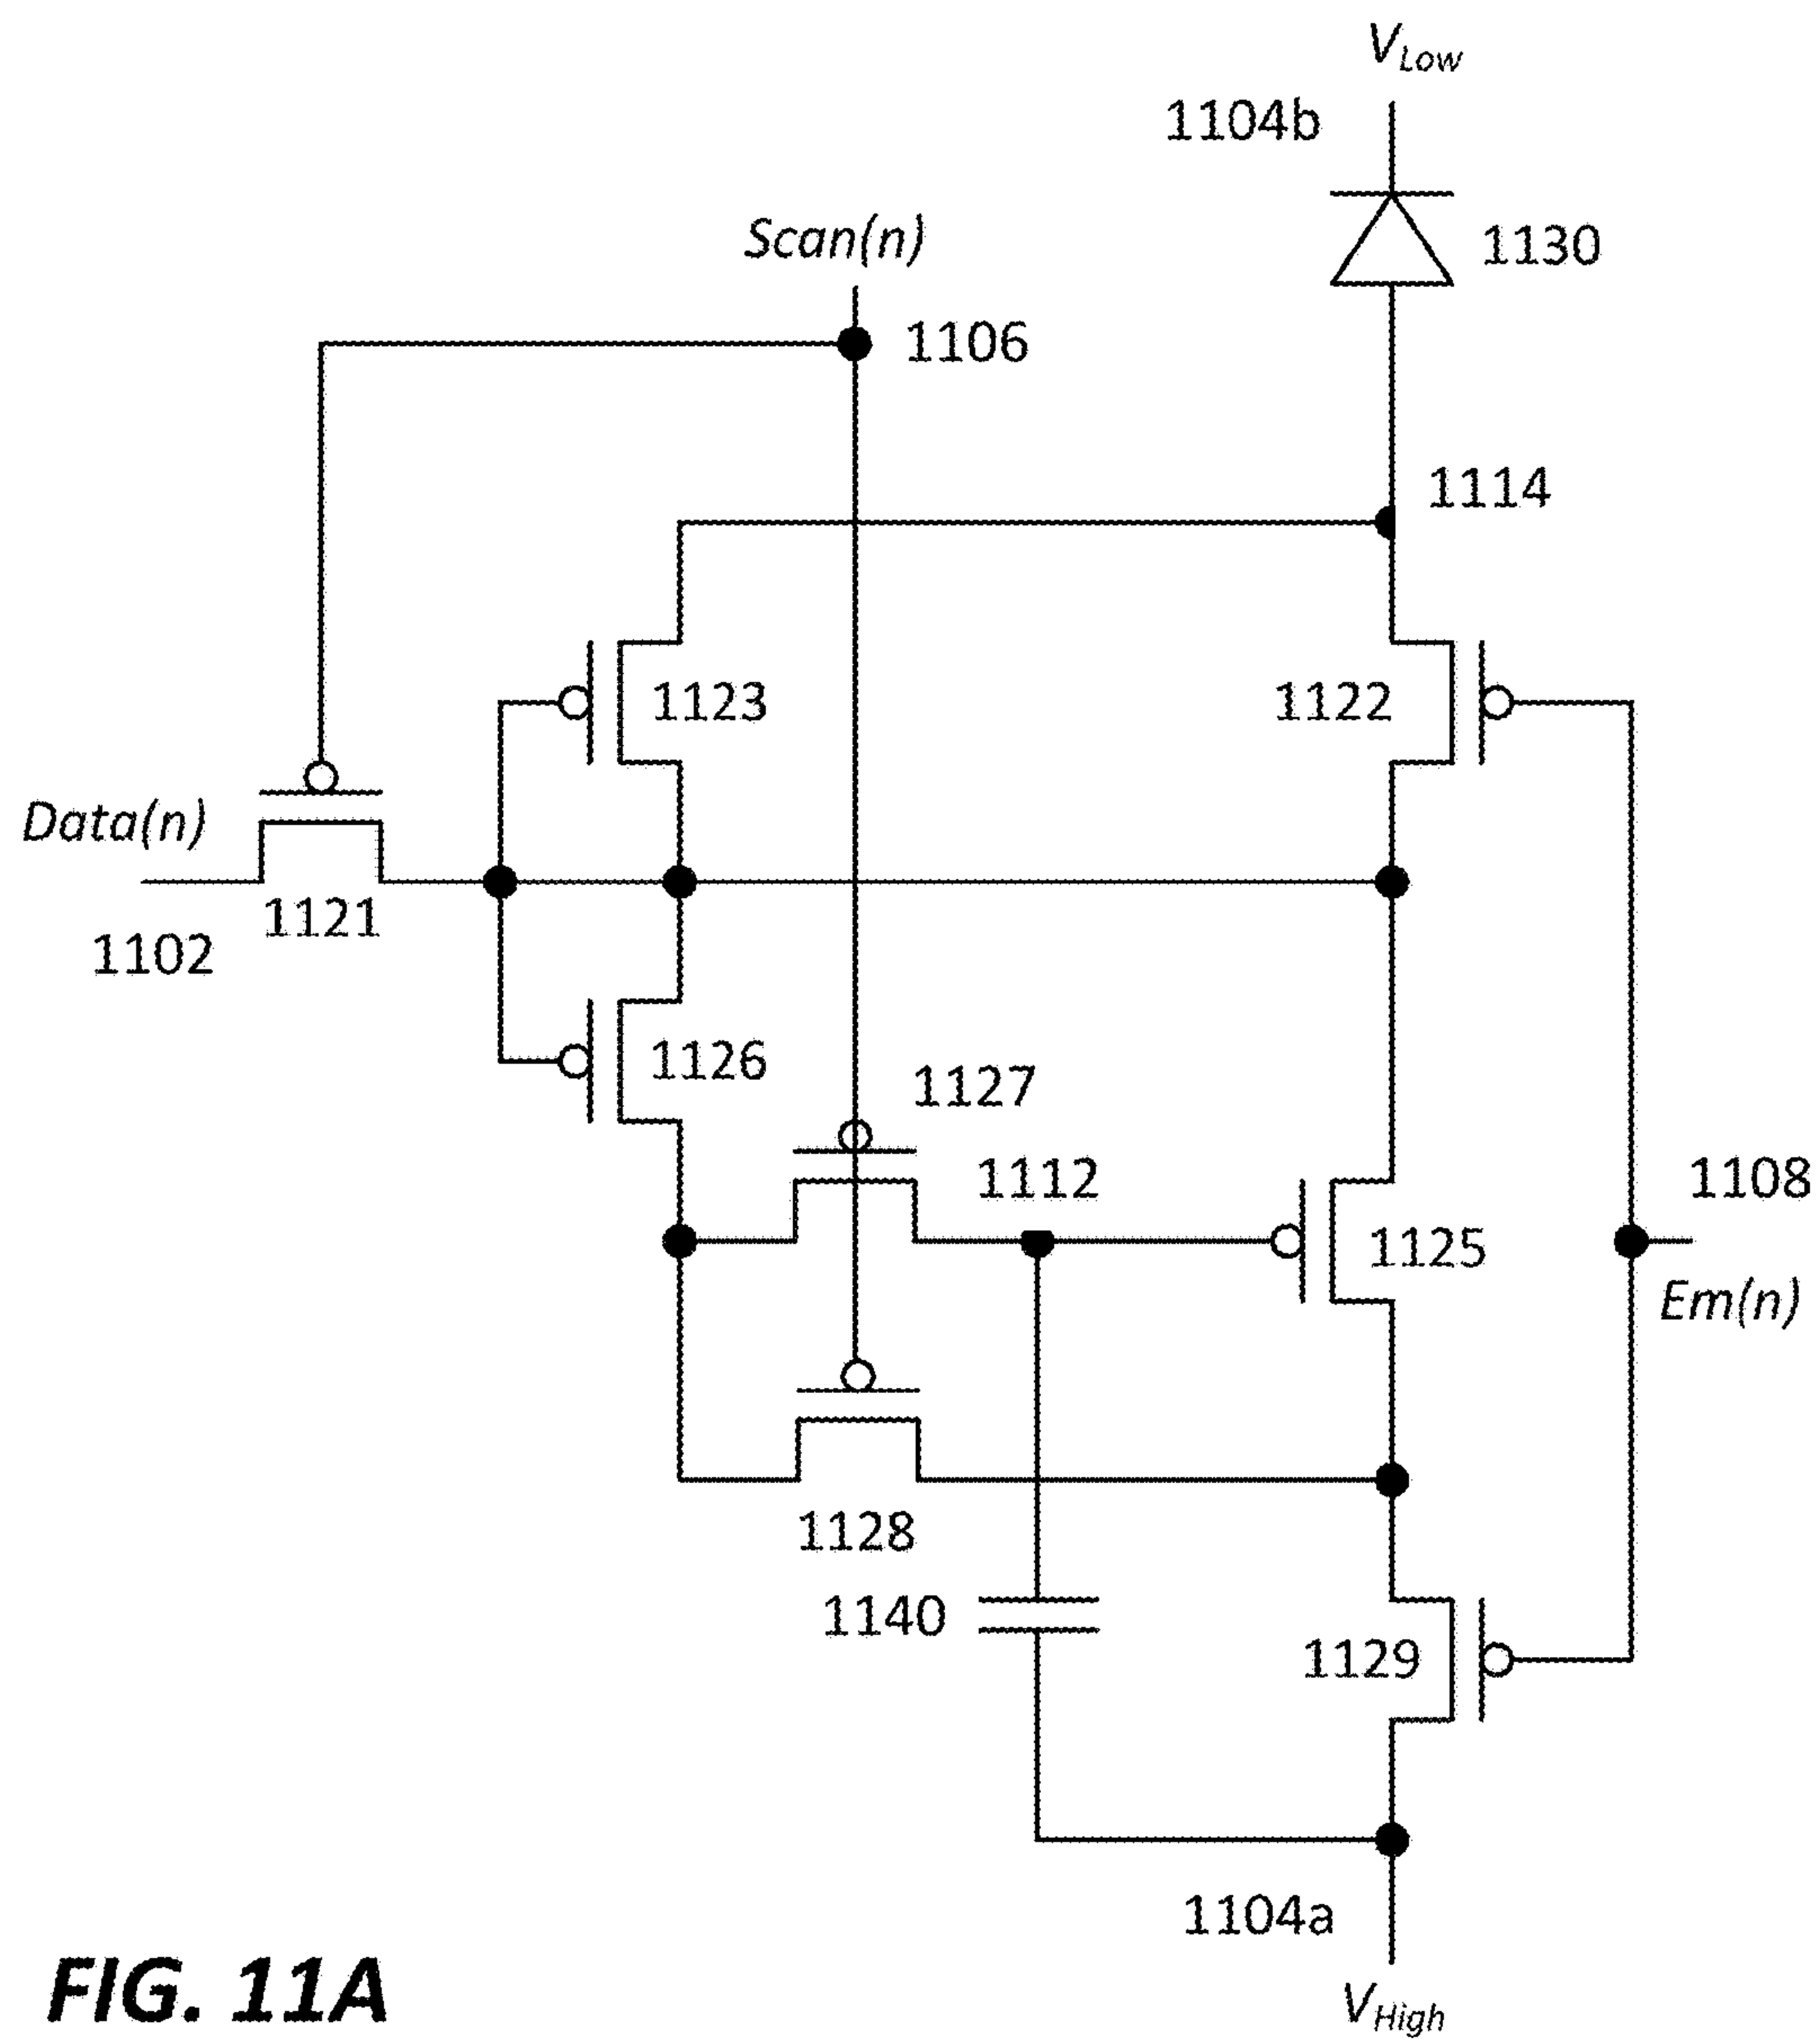 V_Low
1104b
1130
Scan(n)
1106
1114
1123
1122
Data(n)
1121
1102
1126
1127
1112
1108
1125
Em(n)
1128
1140
1129
1104a
FIG. 11A
V_High